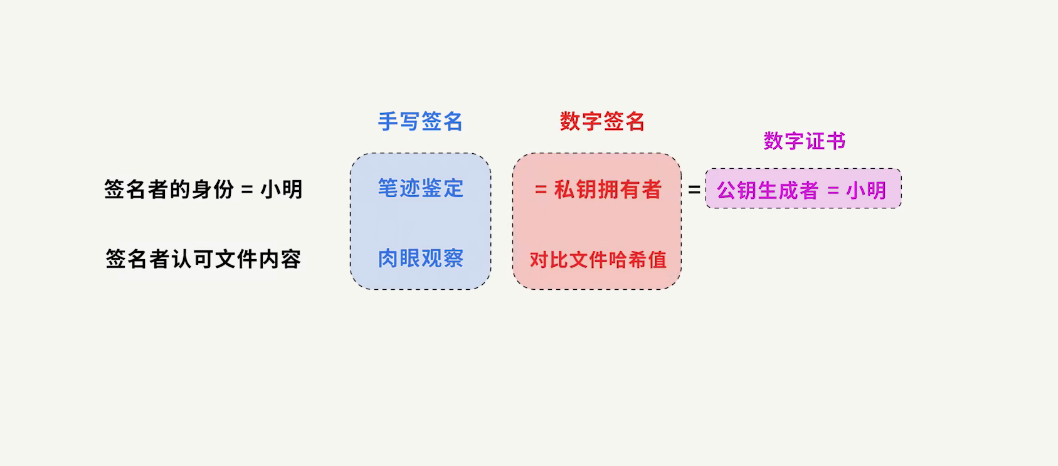 手写签名
数字签名
数字证书
签名者的身份 = 小明
笔迹鉴定
= 私钥拥有者
=
公钥生成者 = 小明
签名者认可文件内容
肉眼观察
对比文件哈希值